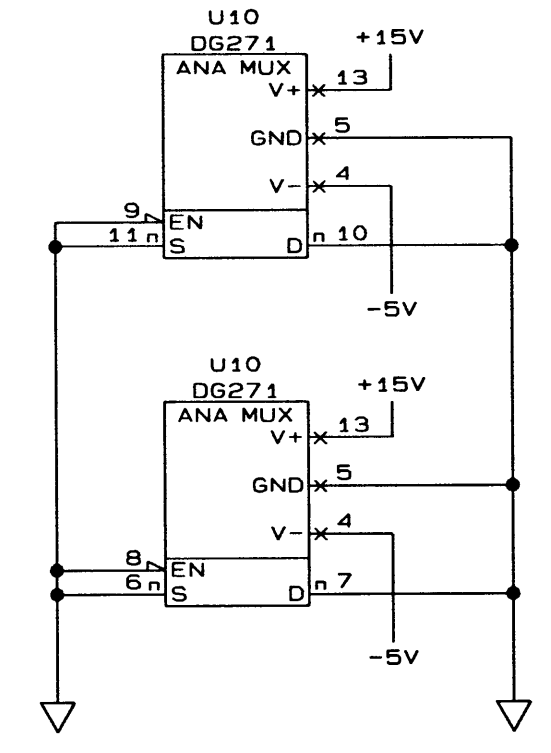 U10
DG271
+15V
ANA MUX
V+ 13
GND 5
V- 4
9 EN
11 S D 10
-5V
U10
DG271
+15V
ANA MUX
V+ 13
GND 5
V- 4
8 EN
6 S D 7
-5V